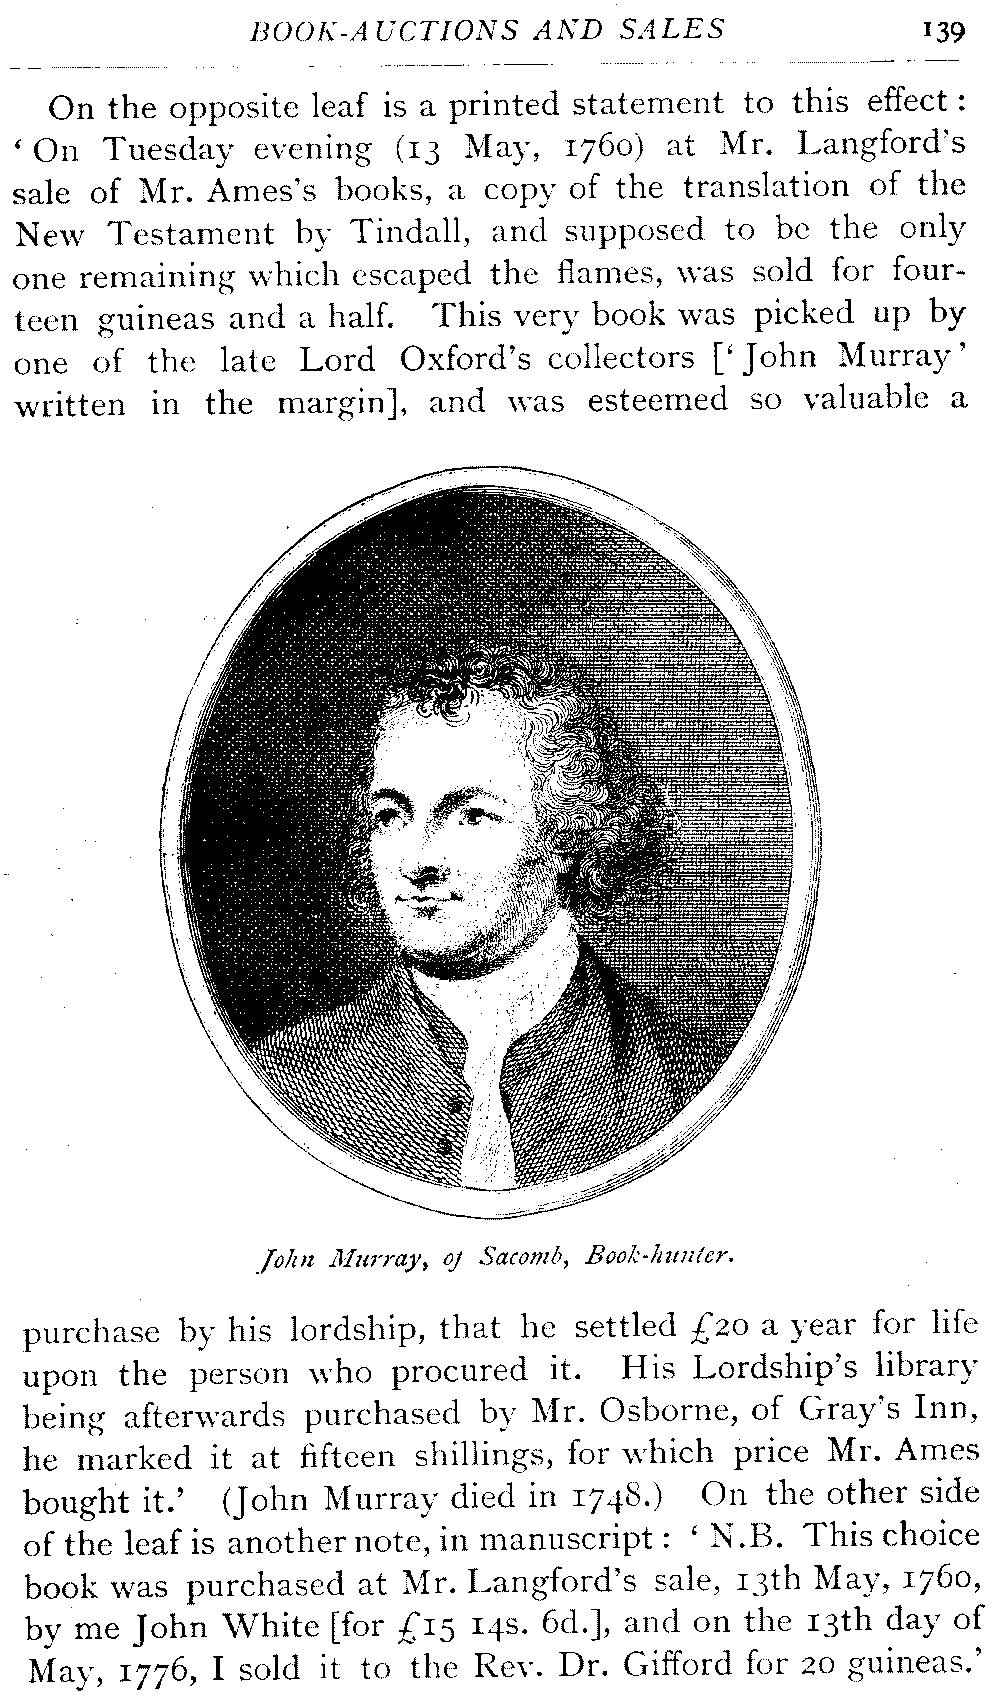 BOOK-AUCTIONS AND SALES 139
On the opposite leaf is a printed statement to this effect :
‘ On Tuesday evening (13 May, 1760) at Mr. Langford’s
sale of Mr. Ames’s books, a copy of the translation of the
New Testament by Tindall, and supposed to be the only
one remaining which escaped the flames, was sold for four-
teen guineas and a half. This very book was picked up by
one of the late Lord Oxford’s collectors [‘ John Murray ’
written in the margin], and was esteemed so valuable a
John Murray, of Sacomb, Book-hunter.
purchase by his lordship, that he settled £20 a year for life
upon the person who procured it. His Lordship’s library
being afterwards purchased by Mr. Osborne, of Gray’s Inn,
he marked it at fifteen shillings, for which price Mr. Ames
bought it.’ (John Murray died in 1748.) On the other side
of the leaf is another note, in manuscript : ‘ N.B. This choice
book was purchased at Mr. Langford’s sale, 13th May, 1760,
by me John White [for £15 14s. 6d.], and on the 13th day of
May, 1776, I sold it to the Rev. Dr. Gifford for 20 guineas.’